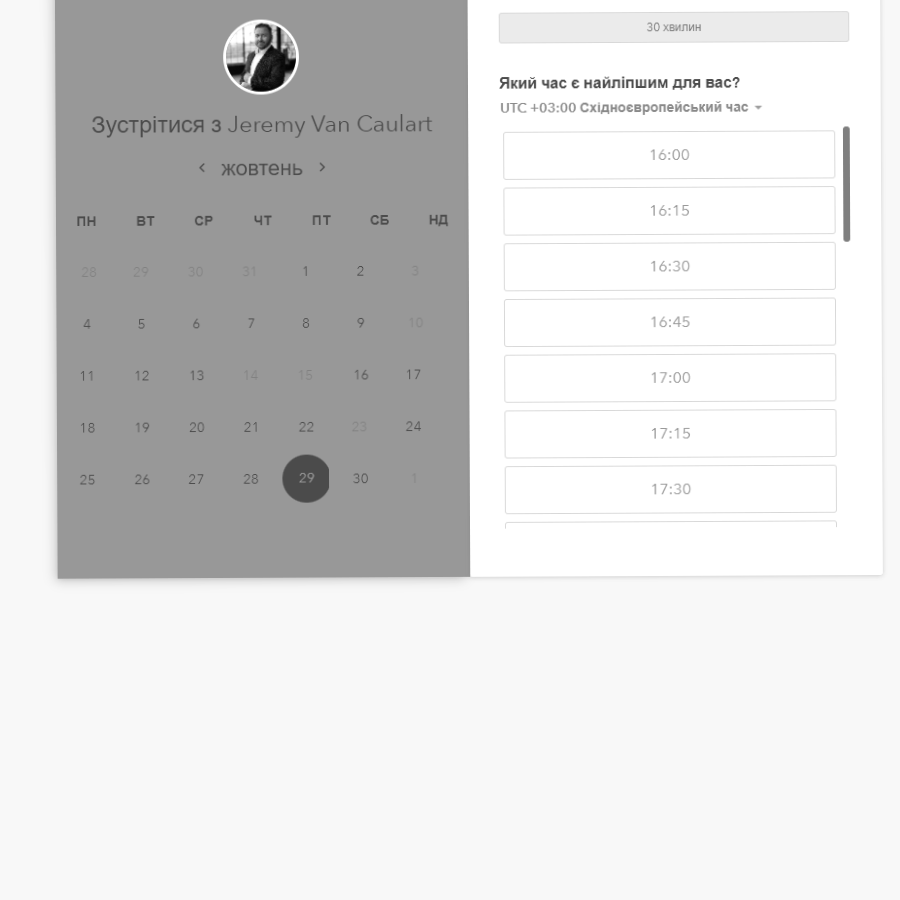 Зустрітися з Jeremy Van Caulart
жовтень
ПН ВТ СР ЧТ ПТ СБ НД
28 29 30 31 1 2 3
4 5 6 7 8 9 10
11 12 13 14 15 16 17
18 19 20 21 22 23 24
25 26 27 28 29 30 1
30 хвилин
Який час є найліпшим для вас?
UTC +03:00 Східноєвропейський час
16:00
16:15
16:30
16:45
17:00
17:15
17:30